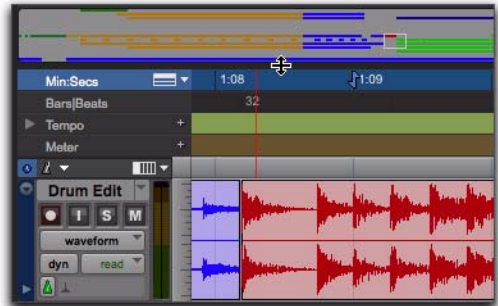 Min:Secs 1:08 1:09
Bars|Beats 32
Tempo +
Meter +
Drum Edit
I S M
waveform
dyn read